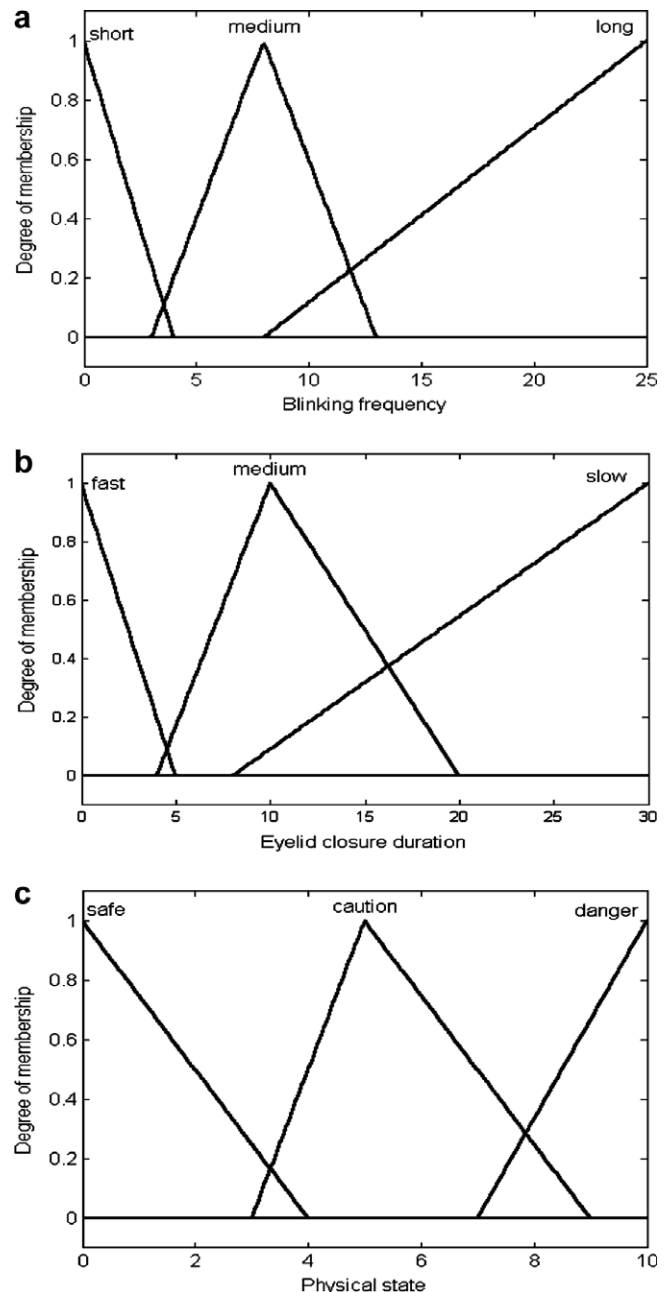 a
short medium long
1
0.8
0.6
0.4
0.2
0
Degree of membership
0 5 10 15 20 25
Blinking frequency
b
fast medium slow
1
0.8
0.6
0.4
0.2
0
Degree of membership
0 5 10 15 20 25 30
Eyelid closure duration
c
safe caution danger
1
0.8
0.6
0.4
0.2
0
Degree of membership
0 2 4 6 8 10
Physical state